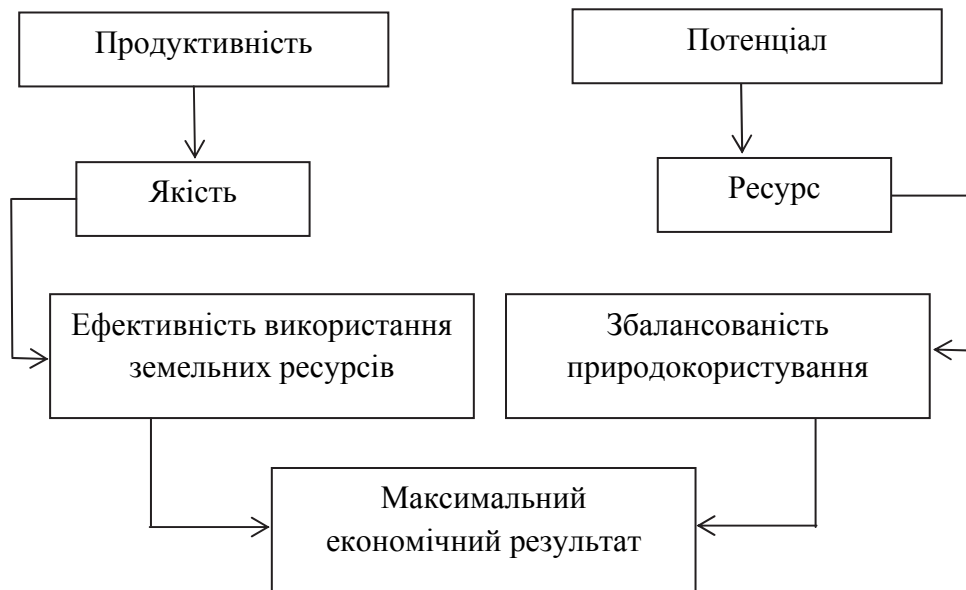 Продуктивність
Потенціал
Якість
Ресурс
Ефективність використання
земельних ресурсів
Збалансованість
природокористування
Максимальний
економічний результат